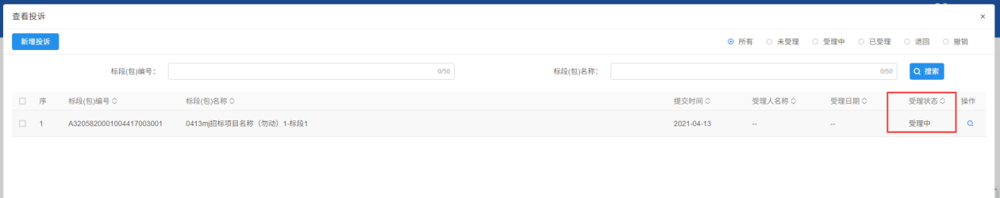 查看投诉
新增投诉 所有 未受理 受理中 已受理 退回 撤销
标段(包)编号： 0/50 标段(包)名称： 0/50 搜索
序 标段(包)编号 标段(包)名称 提交时间 受理人名称 受理日期 受理状态 操作
1 A3205820001004417003001 0413mj招标项目名称（勿动）1-标段1 2021-04-13 -- -- 受理中